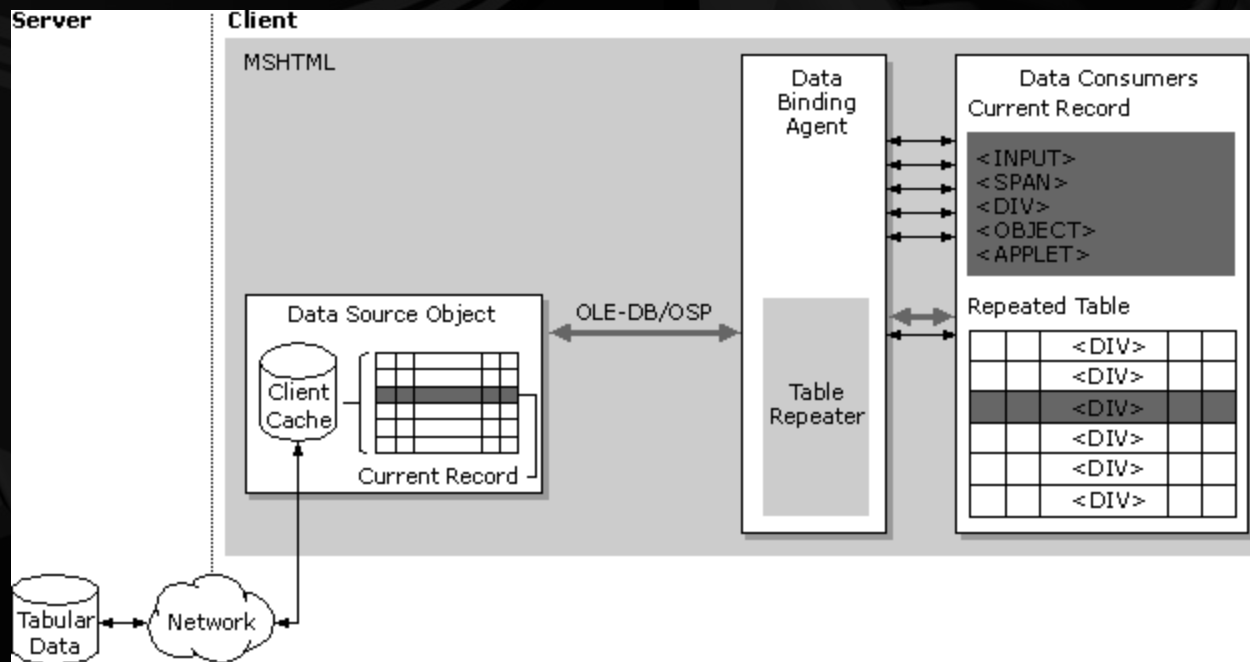 Server
Client
MSHTML
Data
Binding
Agent
Data Consumers
Current Record
<INPUT>
<SPAN>
<DIV>
<OBJECT>
<APPLET>
Data Source Object
Client
Cache
Current Record
OLE-DB/OSP
Table
Repeater
Repeated Table
<DIV>
<DIV>
<DIV>
<DIV>
<DIV>
<DIV>
Tabular
Data
Network